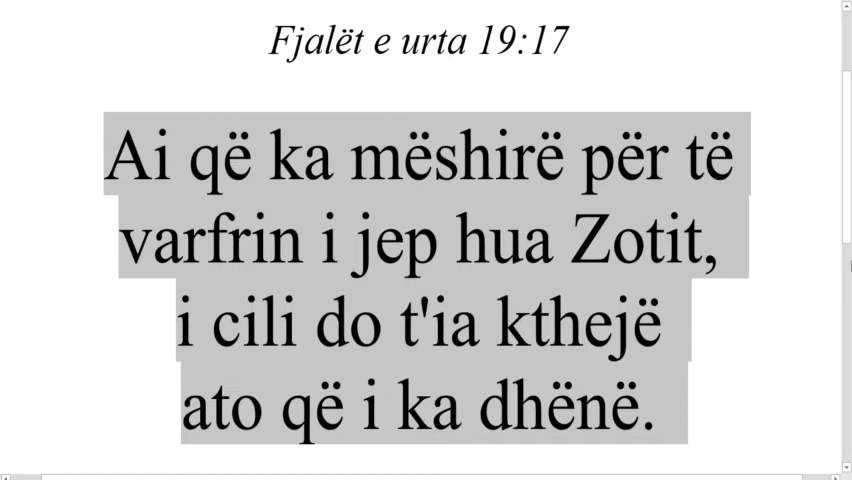 Fjalët e urta 19:17
Ai që ka mëshirë për të
varfrin i jep hua Zotit,
i cili do t'ia kthejë
ato që i ka dhënë.